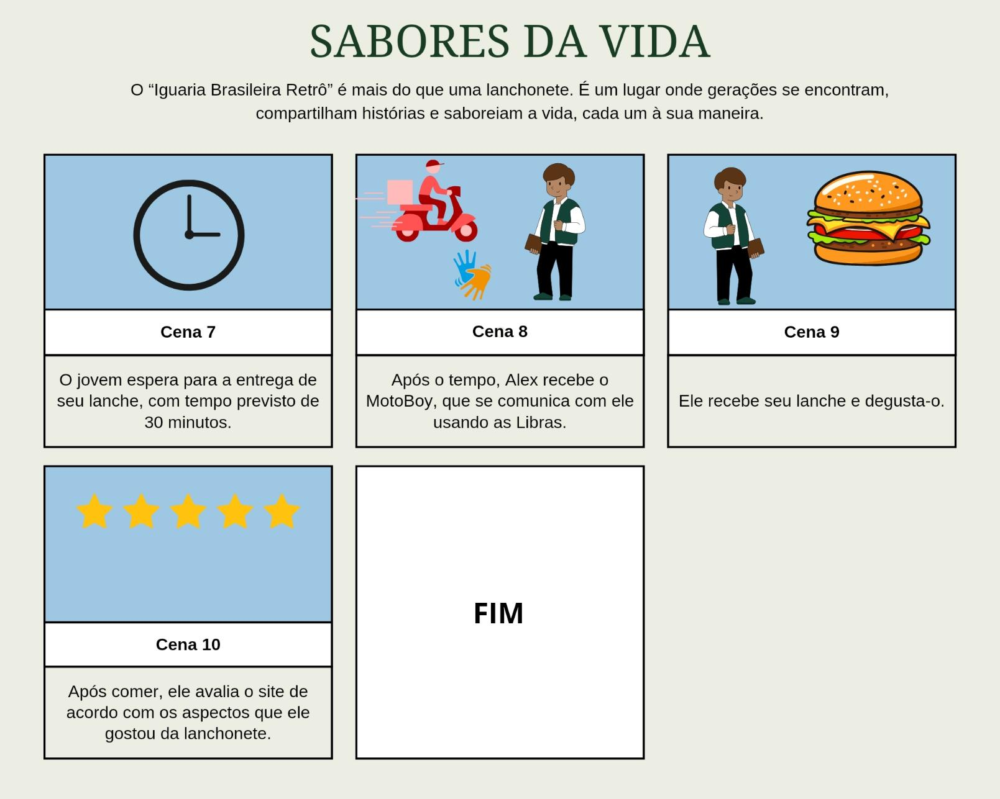 SABORES DA VIDA
O “Iguaria Brasileira Retrô” é mais do que uma lanchonete. É um lugar onde gerações se encontram,
compartilham histórias e saboreiam a vida, cada um à sua maneira.
Cena 7
O jovem espera para a entrega de
seu lanche, com tempo previsto de
30 minutos.
Cena 8
Após o tempo, Alex recebe o
MotoBoy, que se comunica com ele
usando as Libras.
Cena 9
Ele recebe seu lanche e degusta-o.
Cena 10
Após comer, ele avalia o site de
acordo com os aspectos que ele
gostou da lanchonete.
FIM